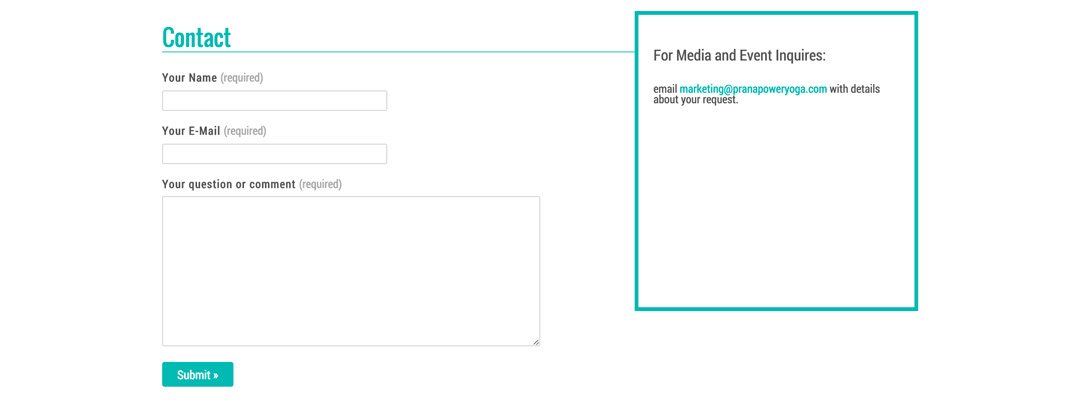 Contact
Your Name (required)
Your E-Mail (required)
Your question or comment (required)
Submit »
For Media and Event Inquires:
email marketing@pranapoweryoga.com with details
about your request.